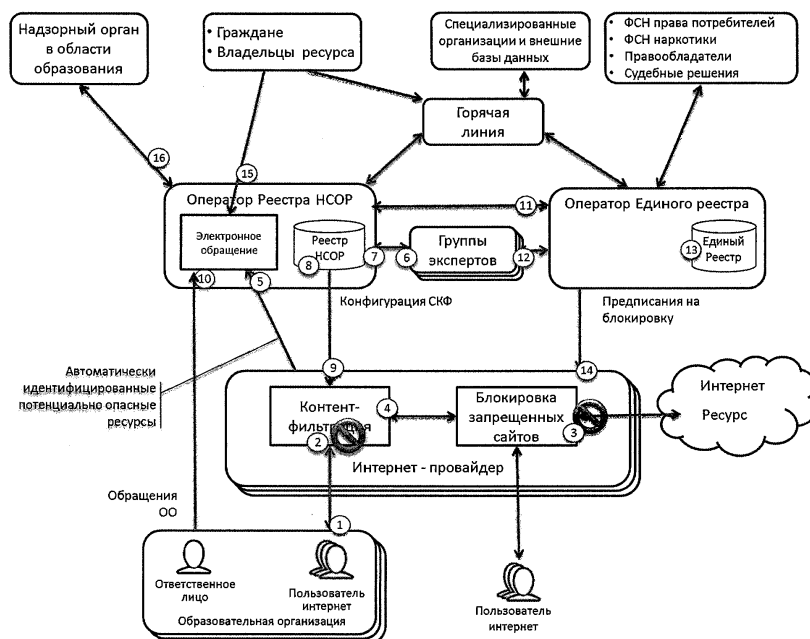 Надзорный орган
в области
образования
• Граждане
• Владельцы ресурса
Специализированные
организации и внешние
базы данных
• ФСН права потребителей
• ФСН наркотики
• Правообладатели
• Судебные решения
Горячая
линия
16
15
Оператор Реестра НСОР
11
Оператор Единого реестра
Электронное
обращение
Реестр
НСОР
8
7
6
Группы
экспертов
12
13
Единый
Реестр
10
5
Конфигурация СКФ
Предписания на
блокировку
Автоматически
идентифицированные
потенциально опасные
ресурсы
9
14
Контент-
фильтрация
2
4
Блокировка
запрещенных
сайтов
3
Интернет
Ресурс
Интернет - провайдер
Обращения
ОО
1
Ответственное
лицо
Пользователь
интернет
Образовательная организация
Пользователь
интернет